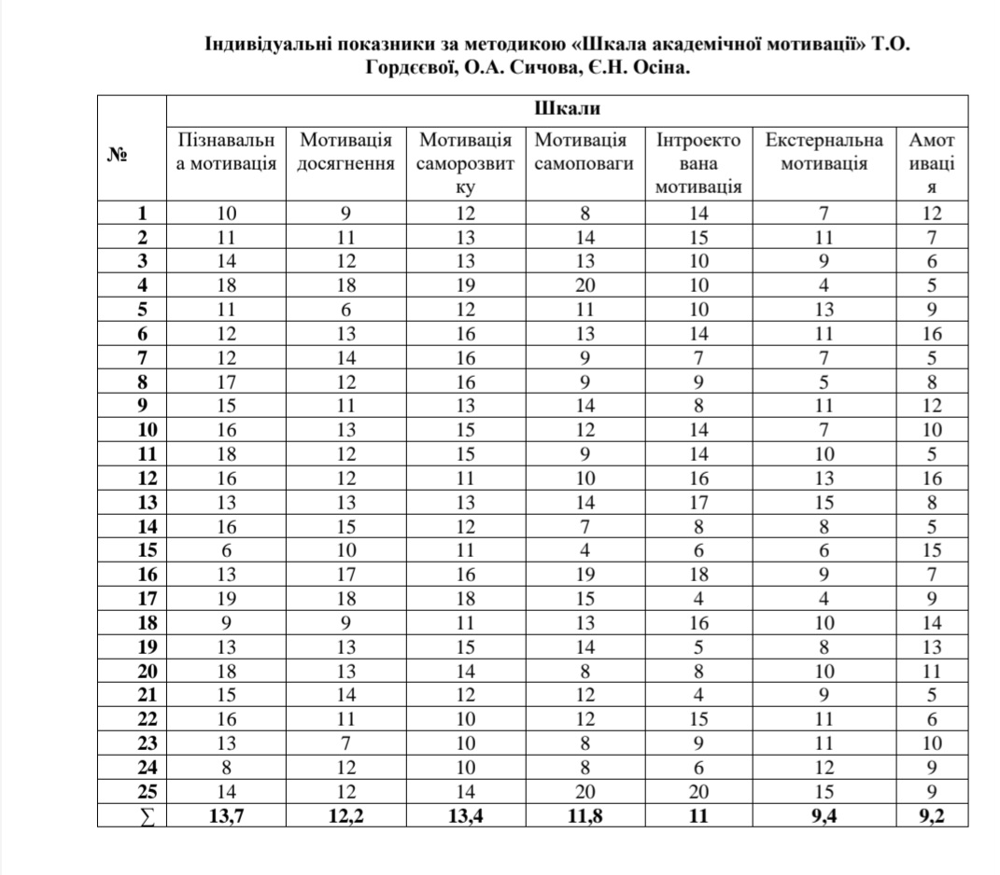 Індивідуальні показники за методикою «Шкала академічної мотивації» Т.О.
Гордєєвої, О.А. Сичова, Є.Н. Осіна.
№ Шкали
Пізнавальн Мотивація Мотивація Мотивація Інтроекто Екстернальна Амот
а мотивація досягнення саморозвит самоповаги вана мотивація иваці
ку мотивація я
1 10 9 12 8 14 7 12
2 11 11 13 14 15 11 7
3 14 12 13 13 10 9 6
4 18 18 19 20 10 4 5
5 11 6 12 11 10 13 9
6 12 13 16 13 14 11 16
7 12 14 16 9 7 7 5
8 17 12 16 9 9 5 8
9 15 11 13 14 8 11 12
10 16 13 15 12 14 7 10
11 18 12 15 9 14 10 5
12 16 12 11 10 16 13 16
13 13 13 13 14 17 15 8
14 16 15 12 7 8 8 5
15 6 10 11 4 6 6 15
16 13 17 16 19 18 9 7
17 19 18 18 15 4 4 9
18 9 9 11 13 16 10 14
19 13 13 15 14 5 8 13
20 18 13 14 8 8 10 11
21 15 14 12 12 4 9 5
22 16 11 10 12 15 11 6
23 13 7 10 8 9 11 10
24 8 12 10 8 6 12 9
25 14 12 14 20 20 15 9
∑ 13,7 12,2 13,4 11,8 11 9,4 9,2